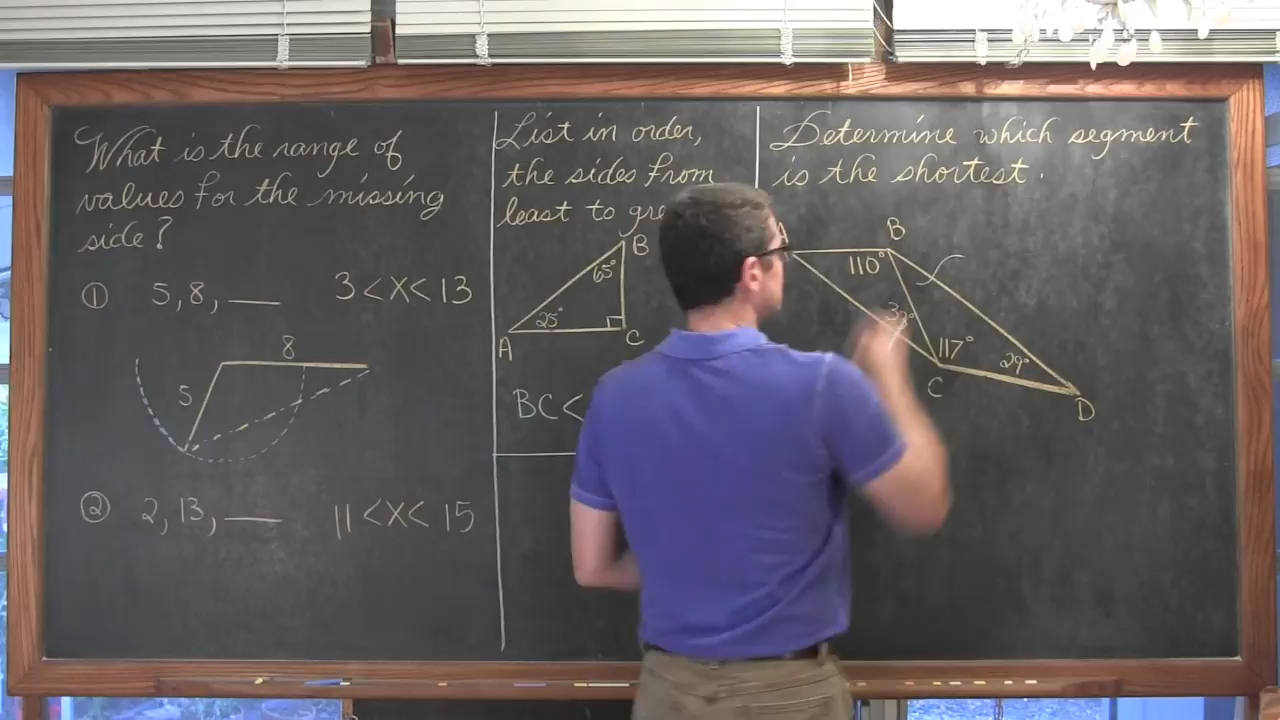 What is the range of
values for the missing
side?
① 5, 8, ___ 3 < x < 13
8
5
② 2, 13, ___ 11 < x < 15
List in order,
the sides from
least to
B
65°
25°
A
C
BC <
Determine which segment
is the shortest.
B
110°
117°
29°
C
D